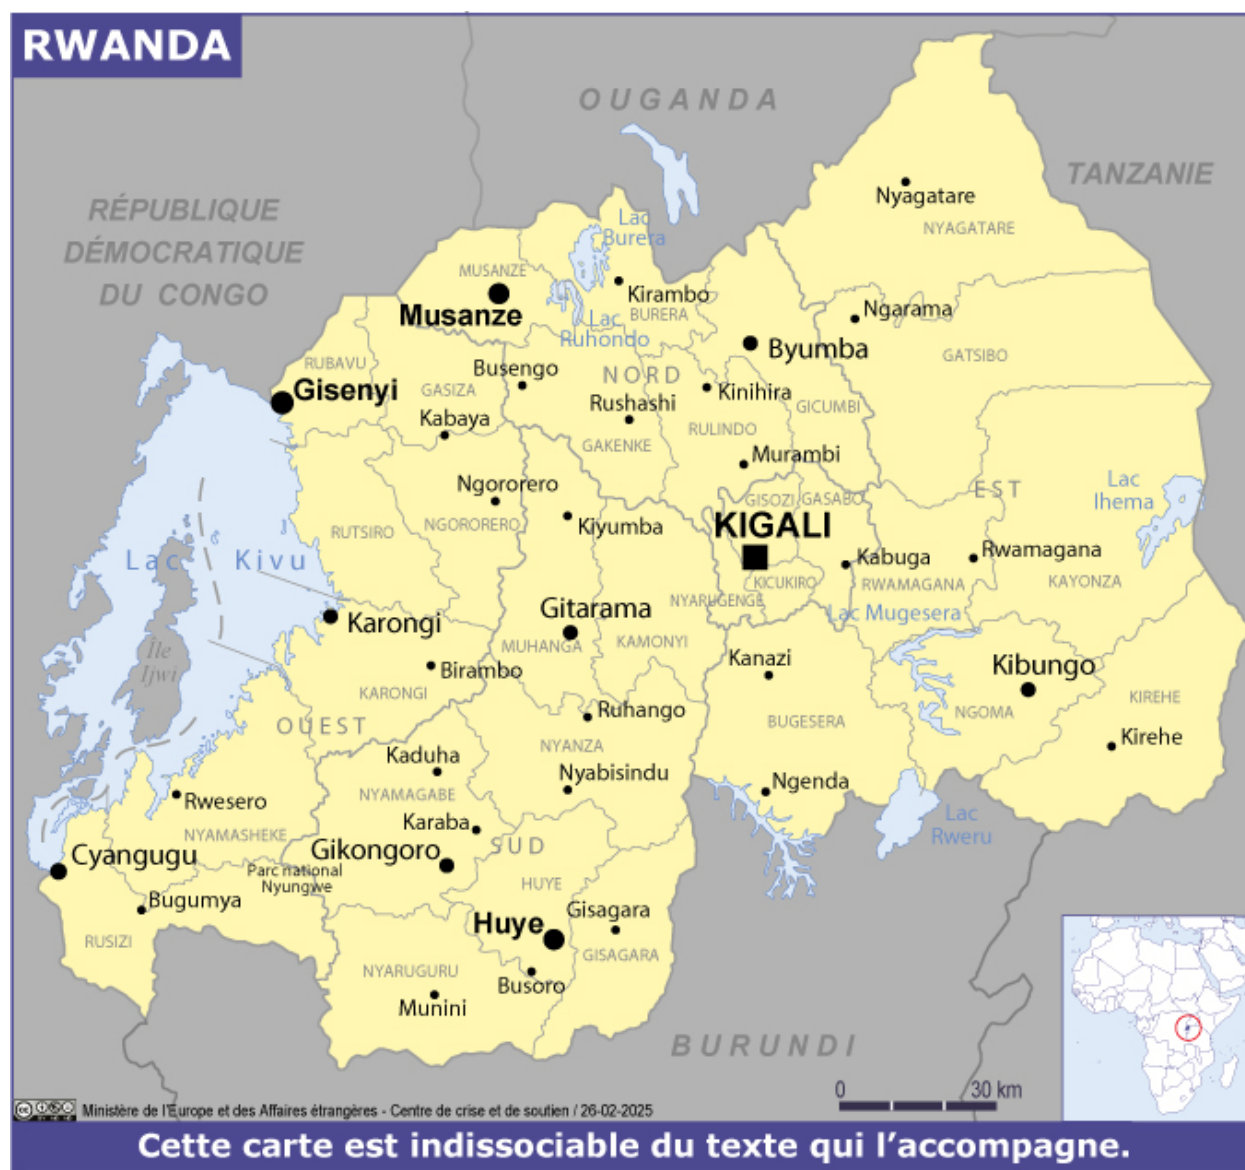 RWANDA
OUGANDA
TANZANIE
RÉPUBLIQUE
DÉMOCRATIQUE
DU CONGO
Nyagatare
NYAGATARE
Lac
Burera
MUSANZE
Musanze
Kirambo
BURERA
Lac
Ruhondo
Ngarama
Byumba
GATSIBO
RUBAVU
Gisenyi
GASIZA
Busengo
NORD
Kinihira
Kabaya
Rushashi
GICUMBI
GAKENKE
RULINDO
Murambi
Ngororero
NGORORERO
Kiyumba
RUTSIRO
GISOZI
GASABO
EST
Lac
Ihema
KIGALI
Lac Kivu
Kabuga
Rwamagana
KICUKIRO
RWAMAGANA
KAYONZA
NYARUGENGE
Lac Mugesera
Karongi
Gitarama
MUHANGA
KAMONYI
Île
Ijwi
Birambo
KARONGI
Kanazi
Kibungo
KIREHE
NGOMA
OUEST
Ruhango
BUGESERA
Kirehe
NYANZA
Kaduha
Nyabisindu
Ngenda
NYAMAGABE
Rwesero
NYAMASHEKE
Karaba
Lac
Rweru
Cyangugu
Gikongoro
SUD
Parc national
Nyungwe
HUYE
Bugumya
Huye
Gisagara
RUSIZI
GISAGARA
NYARUGURU
Busoro
Munini
BURUNDI
0 30 km
cc
Ministère de l'Europe et des Affaires étrangères - Centre de crise et de soutien / 26-02-2025
Cette carte est indissociable du texte qui l’accompagne.